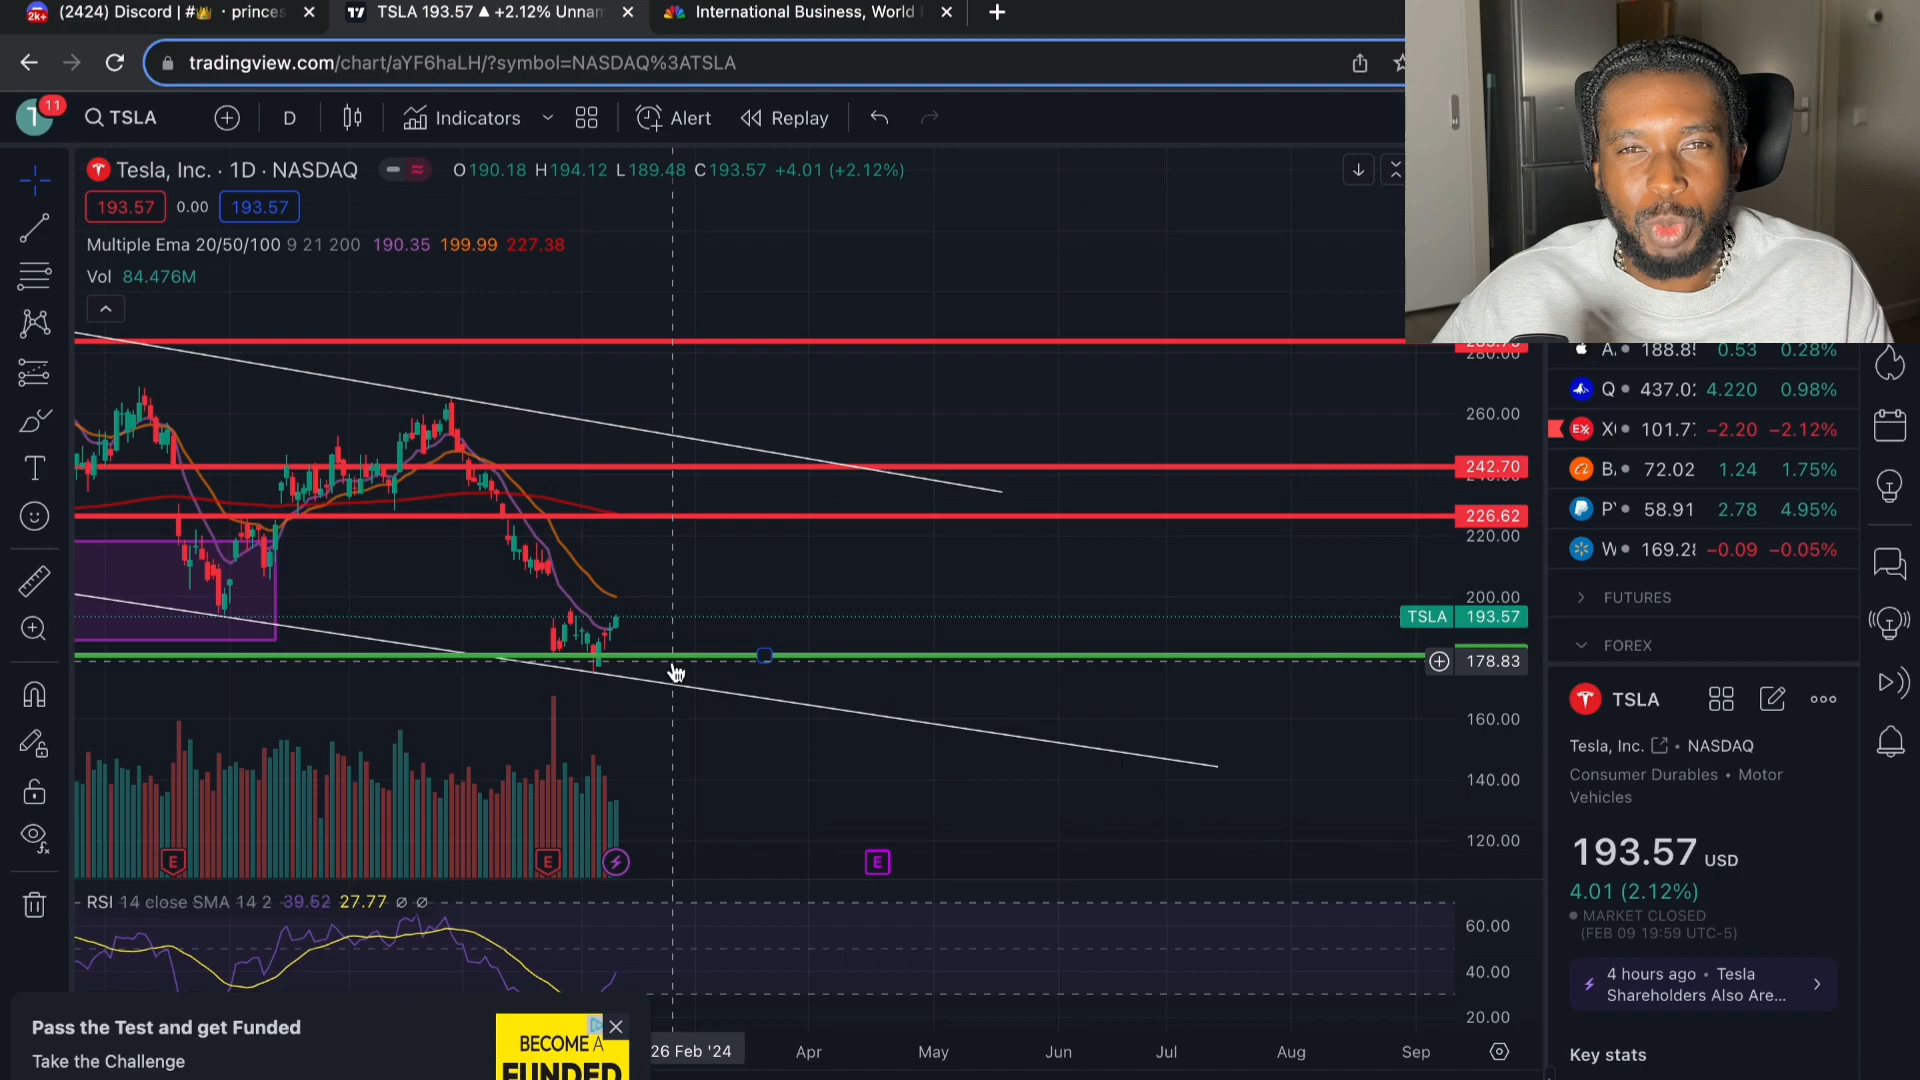 (2424) Discord | #👑 · princes
TSLA 193.57 ▲ +2.12% Unnam
International Business, World
tradingview.com/chart/aYF6haLH/?symbol=NASDAQ%3ATSLA
11
TSLA
D
Indicators
Alert
Replay
Tesla, Inc. · 1D · NASDAQ
O190.18 H194.12 L189.48 C193.57 +4.01 (+2.12%)
193.57
0.00
193.57
Multiple Ema 20/50/100 9 21 200 190.35 199.99 227.38
Vol 84.476M
280.00
260.00
242.70
226.62
220.00
200.00
TSLA 193.57
178.83
160.00
140.00
120.00
E
E
E
RSI 14 close SMA 14 2 39.52 27.77 ∅ ∅
60.00
40.00
20.00
26 Feb '24
Apr
May
Jun
Jul
Aug
Sep
Pass the Test and get Funded
Take the Challenge
BECOME A
FUNDED
0.53 0.28%
Q 4.220 0.98%
−2.20 −2.12%
72.02 1.24 1.75%
58.91 2.78 4.95%
−0.09 −0.05%
FUTURES
FOREX
TSLA
Tesla, Inc. • NASDAQ
Consumer Durables • Motor
Vehicles
193.57 USD
4.01 (2.12%)
MARKET CLOSED
(FEB 09 19:59 UTC-5)
4 hours ago • Tesla
Shareholders Also Are...
Key stats